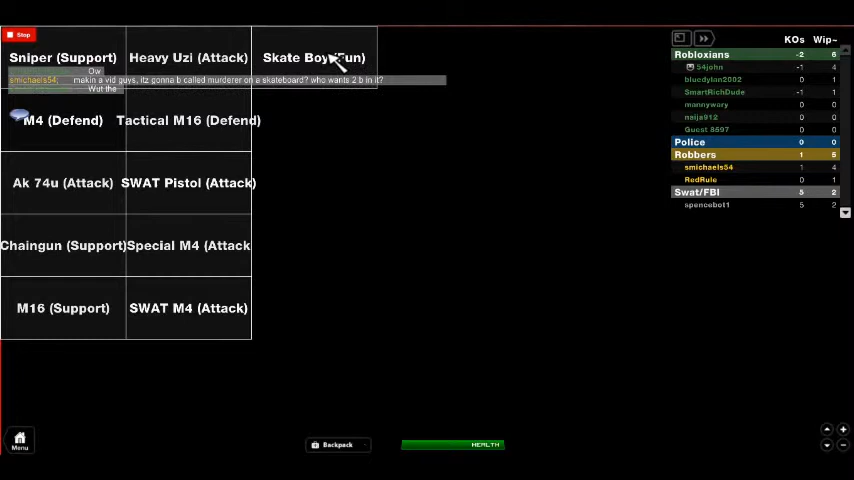 Stop
Sniper (Support)
Heavy Uzi (Attack)
Skate Boy (Fun)
Ow
smichaels54; makin a vid guys, itz gonna b called murderer on a skateboard? who wants 2 b in it?
Wut the
M4 (Defend)
Tactical M16 (Defend)
Ak 74u (Attack)
SWAT Pistol (Attack)
Chaingun (Support)
Special M4 (Attack
M16 (Support)
SWAT M4 (Attack)
KOs Wip~
Robloxians -2 6
54john -1 4
bluedylan2002 0 0
SmartRichDude -1 1
mannywary 0 0
naija912 0 0
Guest 8597 0 0
Police 0 0
Robbers 1 5
smichaels54 1 4
RedRule 0 1
Swat/FBI 5 2
spencebot1 5 2
Menu
Backpack
HEALTH